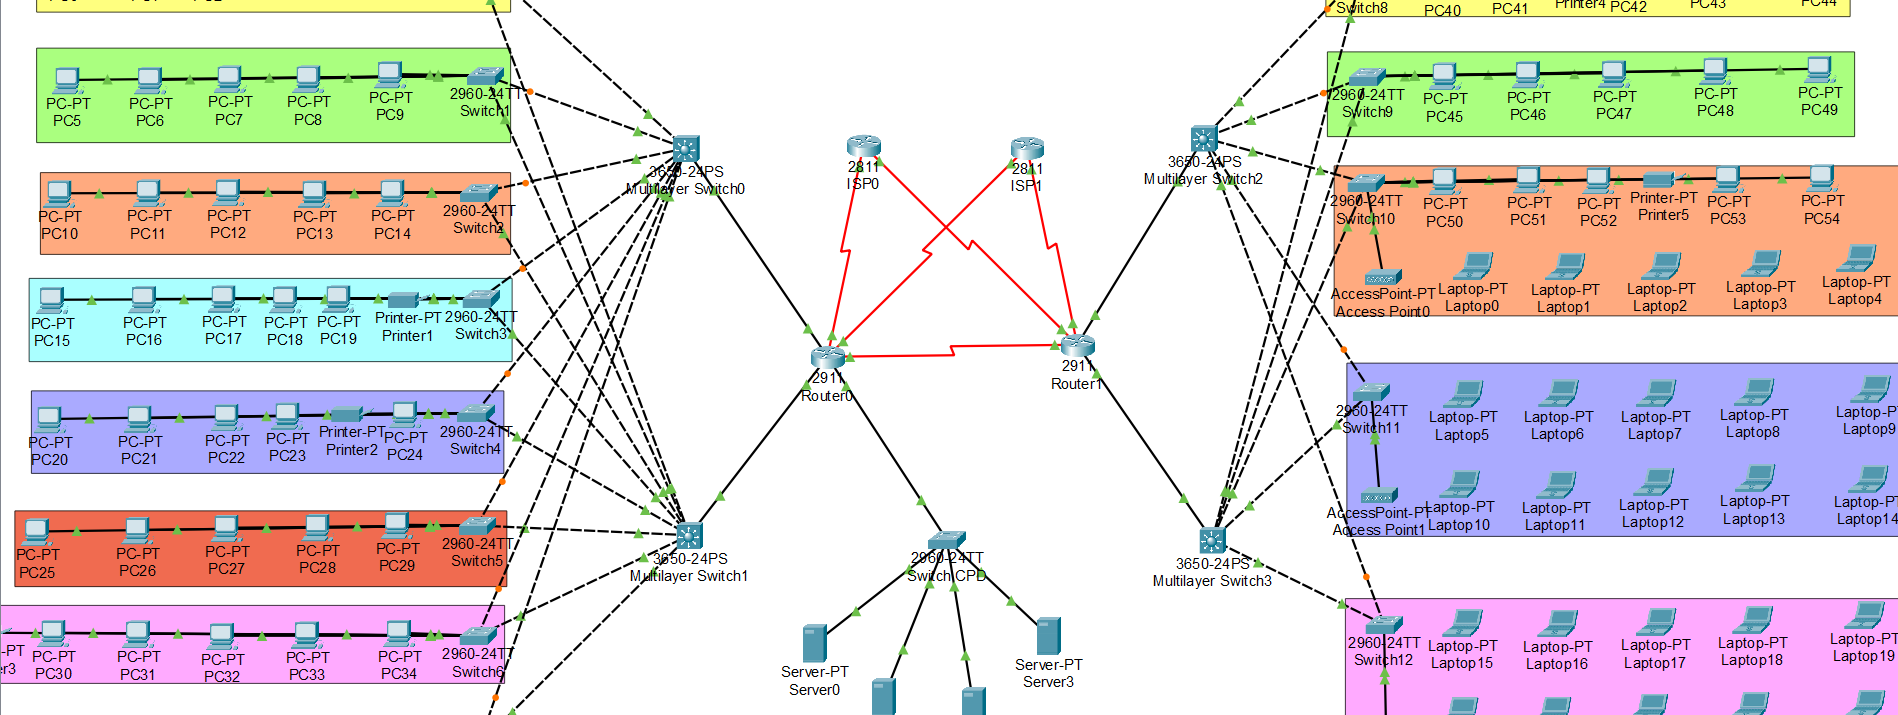 Switch8
PC40
PC41
Printer4
PC42
PC43
PC44
PC-PT
PC5
PC-PT
PC6
PC-PT
PC7
PC-PT
PC8
PC-PT
PC9
2960-24TT
Switch1
PC-PT
PC10
PC-PT
PC11
PC-PT
PC12
PC-PT
PC13
PC-PT
PC14
2960-24TT
Switch2
PC-PT
PC15
PC-PT
PC16
PC-PT
PC17
PC-PT
PC18
PC-PT
PC19
Printer-PT
Printer1
2960-24TT
Switch3
PC-PT
PC20
PC-PT
PC21
PC-PT
PC22
PC-PT
PC23
Printer-PT
Printer2
PC-PT
PC24
2960-24TT
Switch4
PC-PT
PC25
PC-PT
PC26
PC-PT
PC27
PC-PT
PC28
PC-PT
PC29
2960-24TT
Switch5
PC-PT
PC30
PC-PT
PC31
PC-PT
PC32
PC-PT
PC33
PC-PT
PC34
2960-24TT
Switch6
3650-24PS
Multilayer Switch0
3650-24PS
Multilayer Switch1
2811
ISP0
2811
ISP1
2911
Router0
2911
Router1
2960-24TT
Switch CPD
Server-PT
Server0
Server-PT
Server3
3650-24PS
Multilayer Switch2
3650-24PS
Multilayer Switch3
2960-24TT
Switch9
PC-PT
PC45
PC-PT
PC46
PC-PT
PC47
PC-PT
PC48
PC-PT
PC49
2960-24TT
Switch10
PC-PT
PC50
PC-PT
PC51
PC-PT
PC52
Printer-PT
Printer5
PC-PT
PC53
PC-PT
PC54
AccessPoint-PT
Access Point0
Laptop-PT
Laptop0
Laptop-PT
Laptop1
Laptop-PT
Laptop2
Laptop-PT
Laptop3
Laptop-PT
Laptop4
2960-24TT
Switch11
Laptop-PT
Laptop5
Laptop-PT
Laptop6
Laptop-PT
Laptop7
Laptop-PT
Laptop8
Laptop-PT
Laptop9
AccessPoint-PT
Access Point1
Laptop-PT
Laptop10
Laptop-PT
Laptop11
Laptop-PT
Laptop12
Laptop-PT
Laptop13
Laptop-PT
Laptop14
2960-24TT
Switch12
Laptop-PT
Laptop15
Laptop-PT
Laptop16
Laptop-PT
Laptop17
Laptop-PT
Laptop18
Laptop-PT
Laptop19